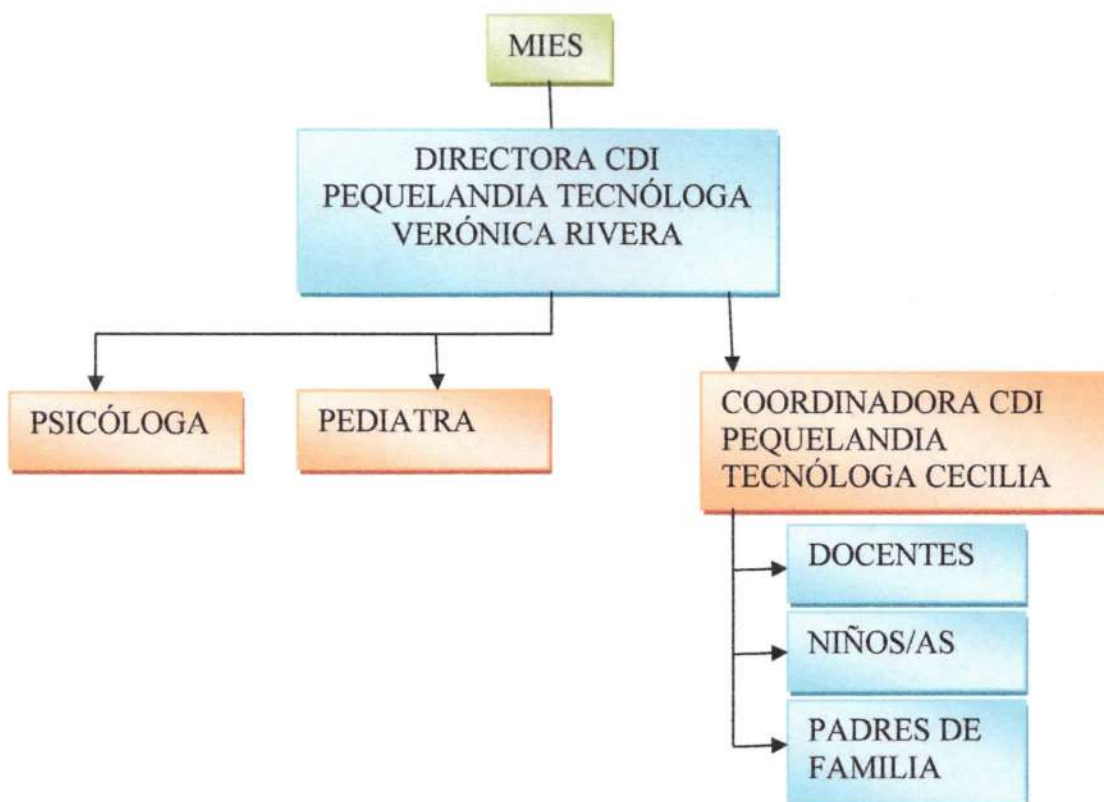 MIES
DIRECTORA CDI
PEQUELANDIA TECNÓLOGA
VERÓNICA RIVERA
PSICÓLOGA
PEDIATRA
COORDINADORA CDI
PEQUELANDIA
TECNÓLOGA CECILIA
DOCENTES
NIÑOS/AS
PADRES DE
FAMILIA